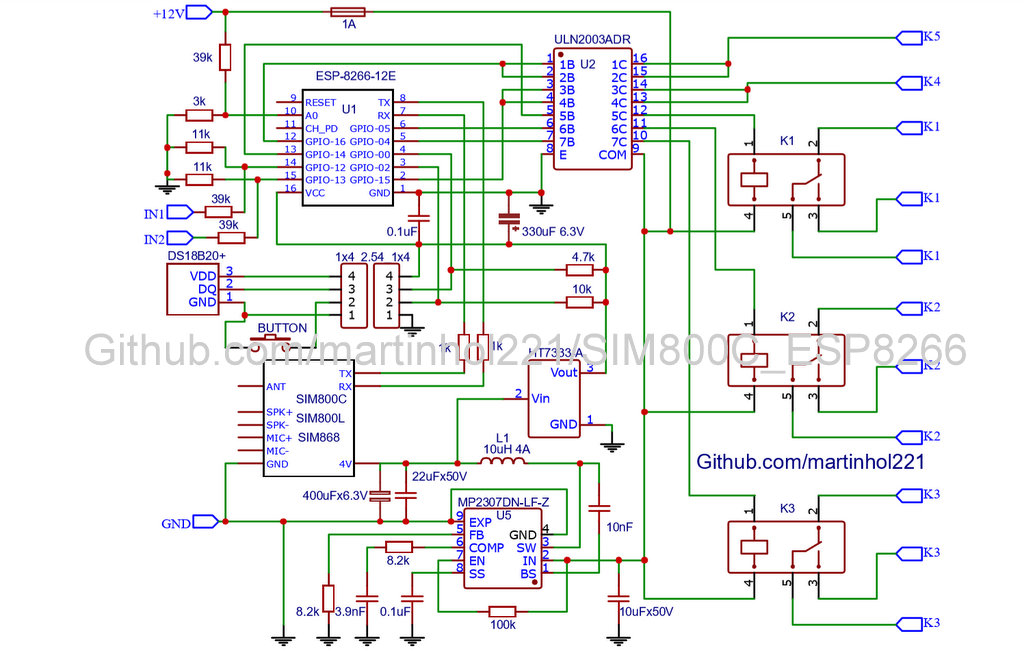 +12V
1A
39k
ESP-8266-12E
ULN2003ADR
U2
1 1B 1C 16
2 2B 2C 15
3 3B 3C 14
4 4B 4C 13
5 5B 5C 12
6 6B 6C 11
7 7B 7C 10
8 E COM 9
K5
K4
3k
11k
11k
U1
9 RESET TX 8
10 A0 RX 7
11 CH_PD GPIO-05 6
12 GPIO-16 GPIO-04 5
13 GPIO-14 GPIO-00 4
14 GPIO-12 GPIO-02 3
15 GPIO-13 GPIO-15 2
16 VCC GND 1
IN1 39k
IN2 39k
0.1uF
330uF 6.3V
K1
1 2
4 5 3
K1
K1
K1
DS18B20+
VDD 3
DQ 2
GND 1
1x4 2.54 1x4
4 4
3 3
2 2
1 1
4.7k
10k
BUTTON
1k 1k
Github.com/martinhol221/SIM800C_ESP8266
K2
1 2
4 5 3
K2
K2
K2
HT7333 A
Vout 3
2 Vin
GND 1
TX
RX
ANT
SIM800C
SIM800L
SIM868
SPK+
SPK-
MIC+
MIC-
GND 4V
L1
10uH 4A
Github.com/martinhol221
400uFx6.3V
22uFx50V
GND
MP2307DN-LF-Z
U5
9 EXP
5 FB GND 4
6 COMP SW 3
7 EN IN 2
8 SS BS 1
10nF
8.2k
8.2k
3.9nF
0.1uF
100k
10uFx50V
K3
1 2
4 5 3
K3
K3
K3